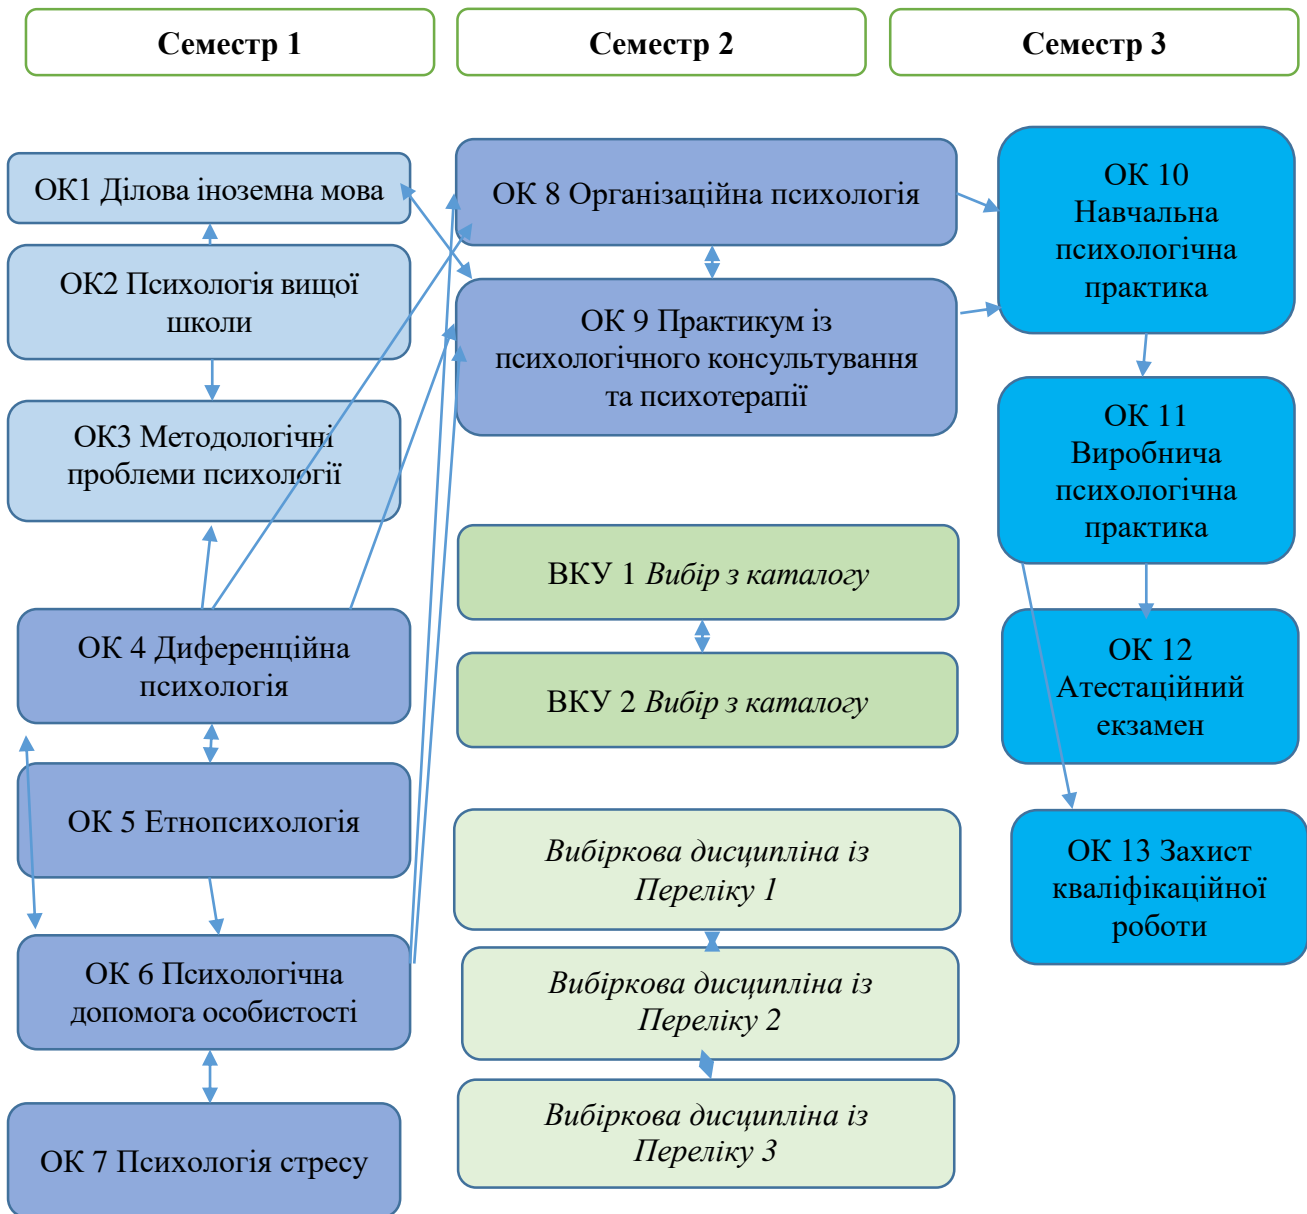 Семестр 1
Семестр 2
Семестр 3
ОК1 Ділова іноземна мова
ОК2 Психологія вищої
школи
ОК3 Методологічні
проблеми психології
ОК 4 Диференційна
психологія
ОК 5 Етнопсихологія
ОК 6 Психологічна
допомога особистості
ОК 7 Психологія стресу
ОК 8 Організаційна психологія
ОК 9 Практикум із
психологічного консультування
та психотерапії
ВКУ 1 Вибір з каталогу
ВКУ 2 Вибір з каталогу
Вибіркова дисципліна із
Переліку 1
Вибіркова дисципліна із
Переліку 2
Вибіркова дисципліна із
Переліку 3
ОК 10
Навчальна
психологічна
практика
ОК 11
Виробнича
психологічна
практика
ОК 12
Атестаційний
екзамен
ОК 13 Захист
кваліфікаційної
роботи